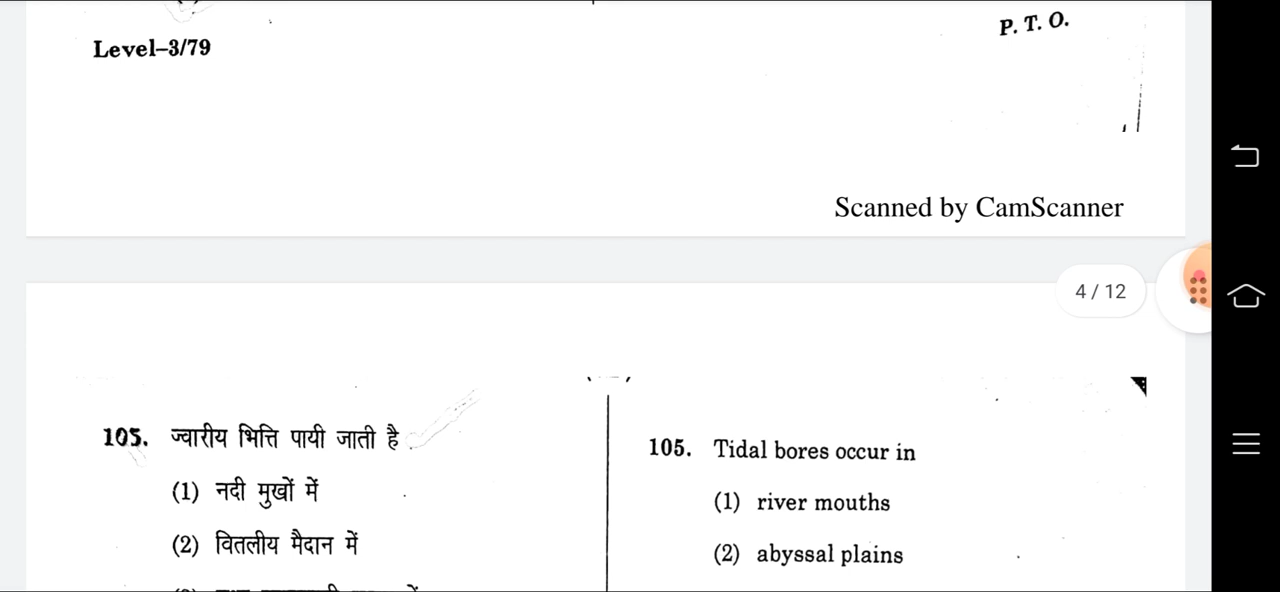 Level–3/79
P. T. O.
Scanned by CamScanner
4 / 12
105. ज्वारीय भित्ति पायी जाती है
(1) नदी मुखों में
(2) वितलीय मैदान में
105. Tidal bores occur in
(1) river mouths
(2) abyssal plains